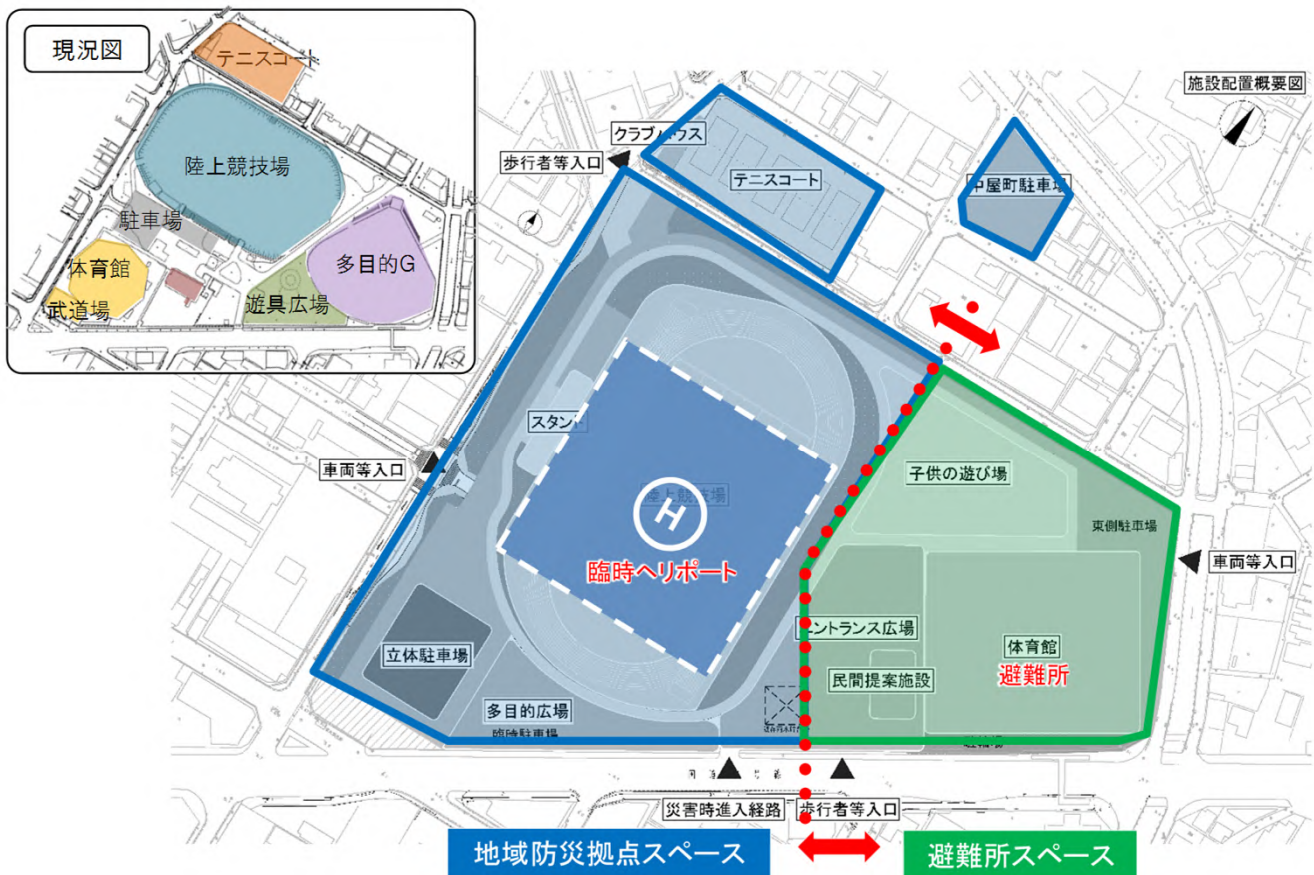 現況図
テニスコート
陸上競技場
駐車場
体育館
多目的G
武道場
遊具広場
施設配置概要図
クラブハウス
歩行者等入口
テニスコート
中屋町駐車場
スタンド
車両等入口
陸上競技場
H
臨時ヘリポート
子供の遊び場
東側駐車場
車両等入口
エントランス広場
体育館
避難所
民間提案施設
立体駐車場
多目的広場
臨時駐車場
災害時進入経路
歩行者等入口
地域防災拠点スペース
避難所スペース